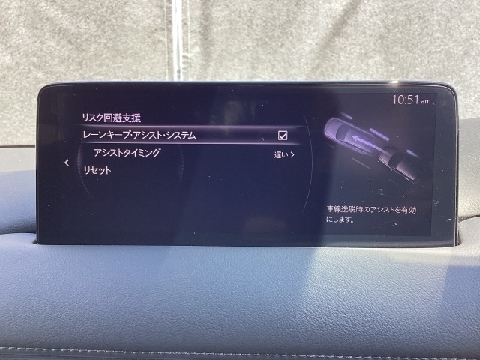 10:51 am
リスク回避支援
レーンキープ・アシスト・システム
アシストタイミング
遅い
リセット
車線逸脱時のアシストを有効
にします。